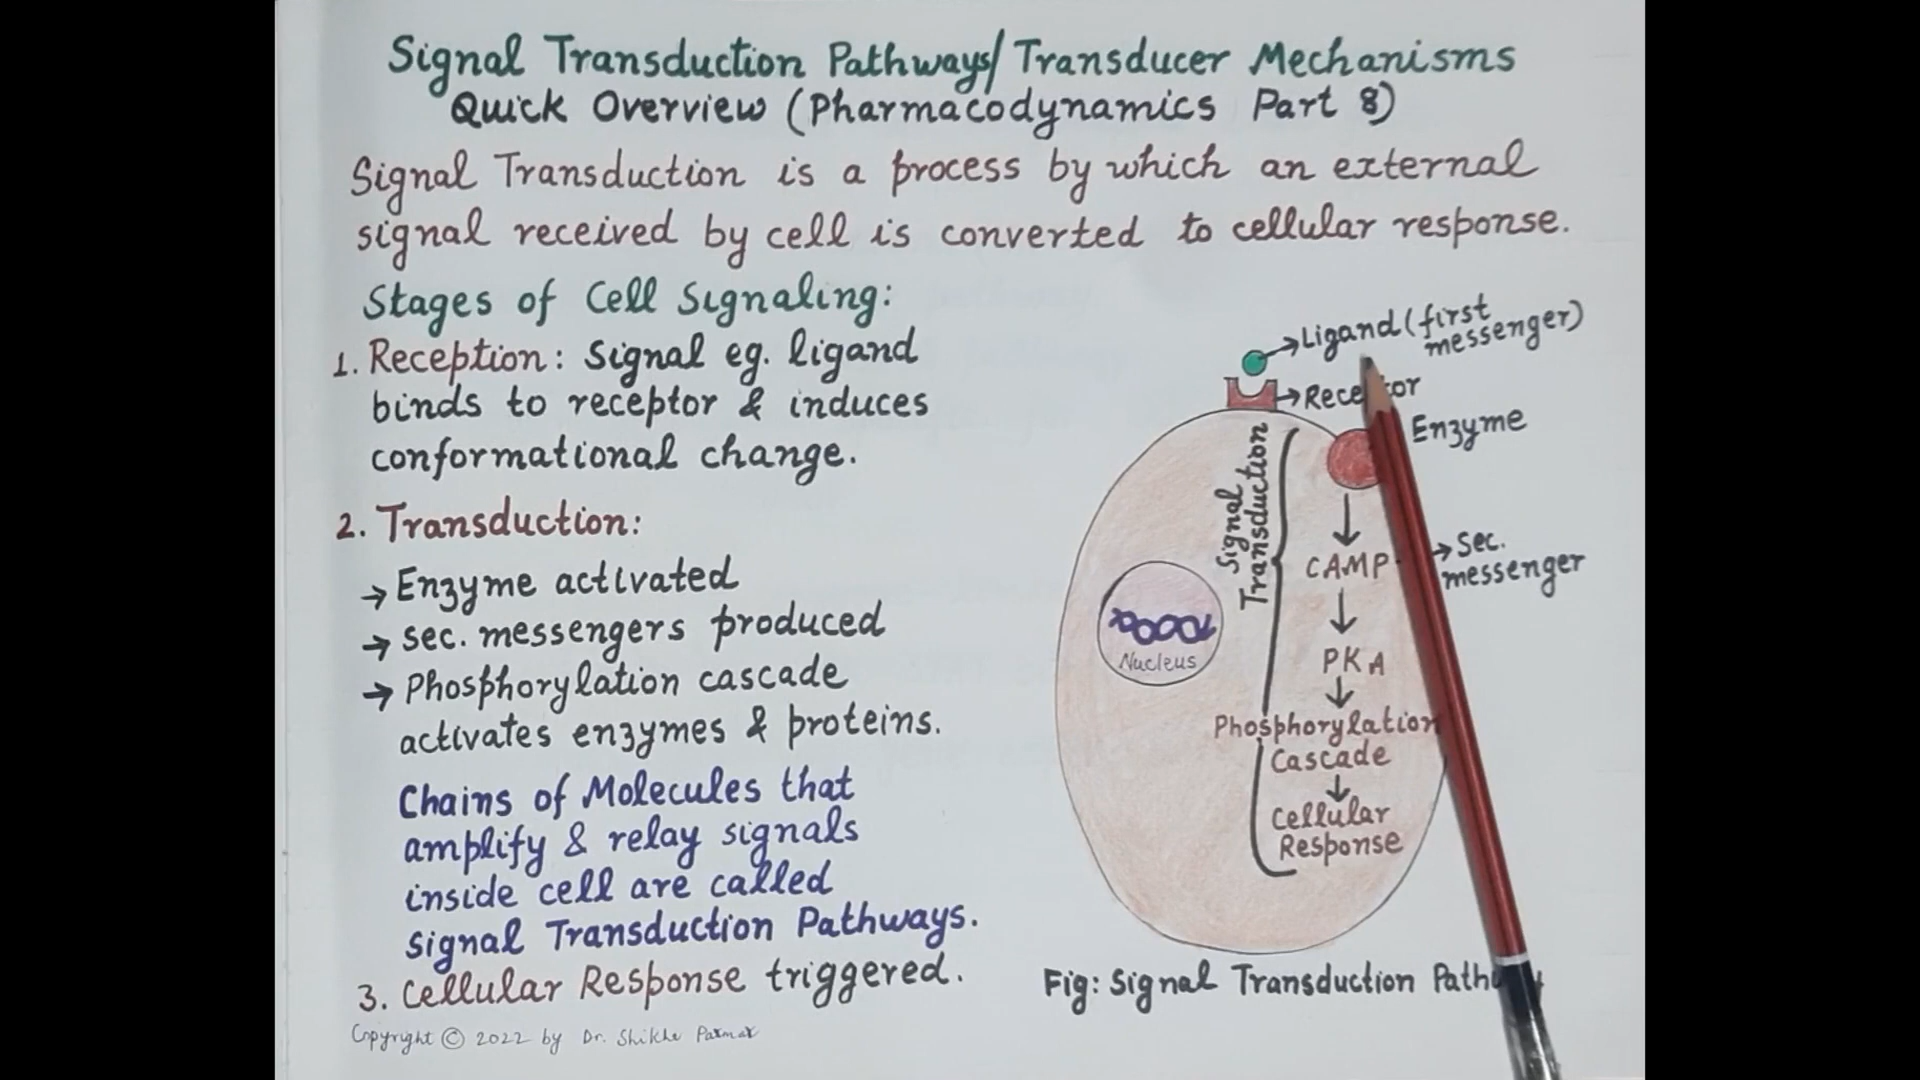 Signal Transduction Pathways/Transducer Mechanisms
Quick Overview (Pharmacodynamics Part 8)
Signal Transduction is a process by which an external
signal received by cell is converted to cellular response.
Stages of Cell Signaling:
1. Reception: Signal eg. ligand
binds to receptor & induces
conformational change.
2. Transduction:
→ Enzyme activated
→ sec. messengers produced
→ Phosphorylation cascade
activates enzymes & proteins.
Chains of Molecules that
amplify & relay signals
inside cell are called
signal Transduction Pathways.
3. Cellular Response triggered.
Copyright © 2022 by Dr. Shikha Parmar
→ Ligand (first
messenger)
→ Receptor
Enzyme
Signal
Transduction
CAMP → Sec.
messenger
PKA
Nucleus
Phosphorylation
Cascade
Cellular
Response
Fig: Signal Transduction